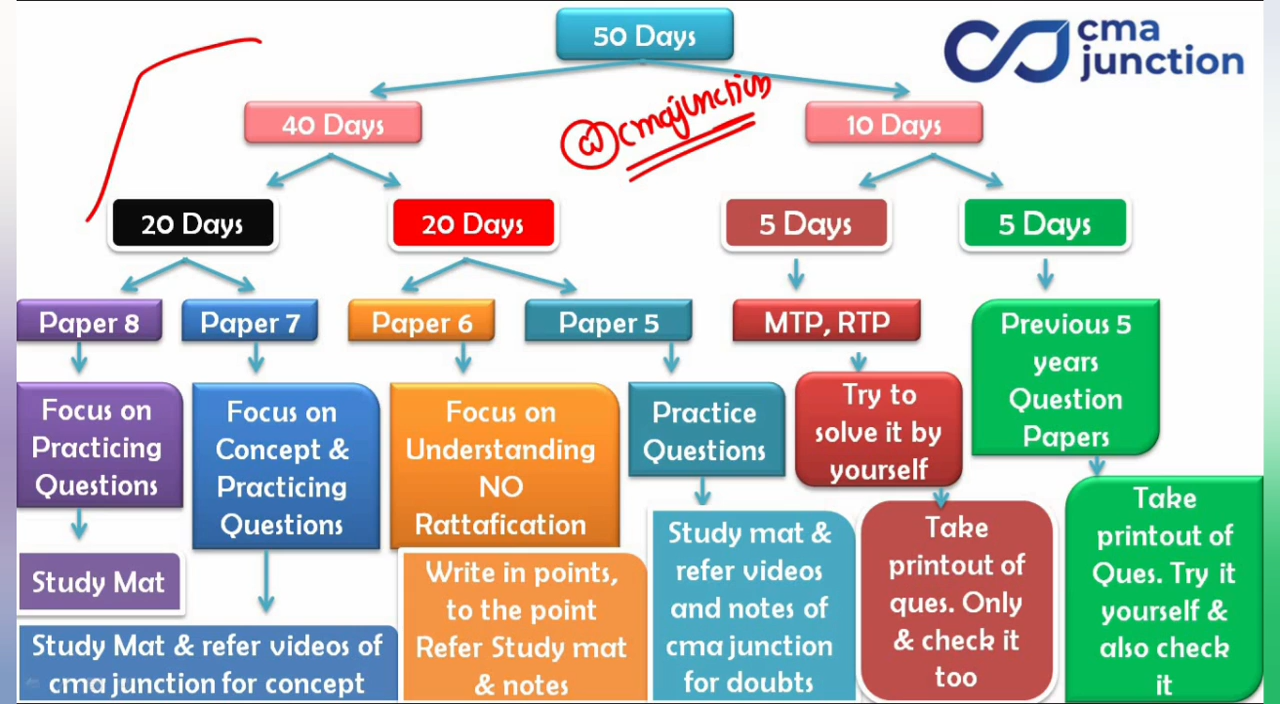 50 Days
cma
junction
@cmajunction
40 Days
10 Days
20 Days
20 Days
5 Days
5 Days
Paper 8
Paper 7
Paper 6
Paper 5
MTP, RTP
Previous 5
years
Question
Papers
Focus on
Practicing
Questions
Focus on
Concept &
Practicing
Questions
Focus on
Understanding
NO
Rattafication
Practice
Questions
Try to
solve it by
yourself
Study Mat
Study Mat & refer videos of
cma junction for concept
Write in points,
to the point
Refer Study mat
& notes
Study mat &
refer videos
and notes of
cma junction
for doubts
Take
printout of
ques. Only
& check it
too
Take
printout of
Ques. Try it
yourself &
also check
it